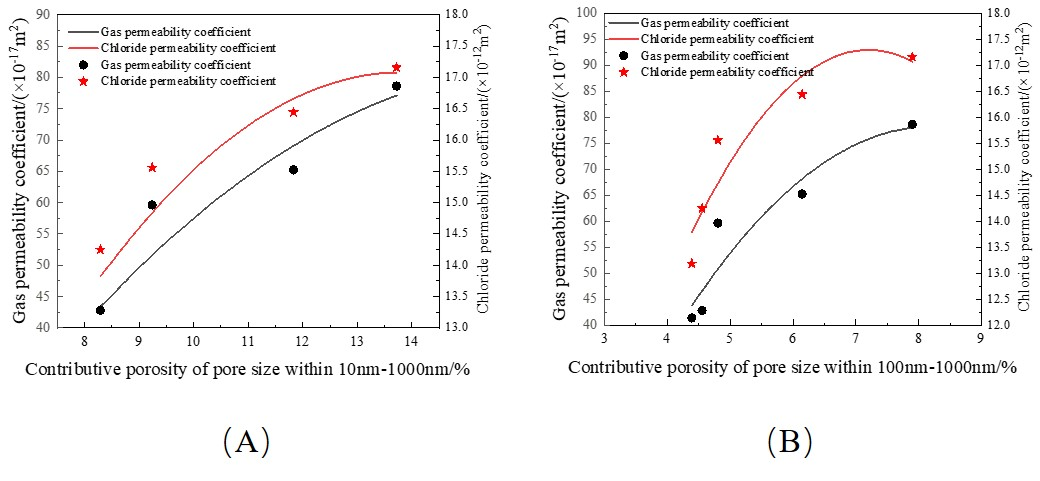 90
85
80
75
70
65
60
55
50
45
40
Gas permeability coefficient/(×10⁻¹⁷m²)
Gas permeability coefficient
Chloride permeability coefficient
Gas permeability coefficient
Chloride permeability coefficient
18.0
17.5
17.0
16.5
16.0
15.5
15.0
14.5
14.0
13.5
13.0
Chloride permeability coefficient/(×10⁻¹²m²)
8 9 10 11 12 13 14
Contributive porosity of pore size within 10nm-1000nm/%
(A)
100
95
90
85
80
75
70
65
60
55
50
45
40
Gas permeability coefficient/(×10⁻¹⁷m²)
Gas permeability coefficient
Chloride permeability coefficient
Gas permeability coefficient
Chloride permeability coefficient
18.0
17.5
17.0
16.5
16.0
15.5
15.0
14.5
14.0
13.5
13.0
12.5
12.0
Chloride permeability coefficient/(×10⁻¹²m²)
3 4 5 6 7 8 9
Contributive porosity of pore size within 100nm-1000nm/%
(B)